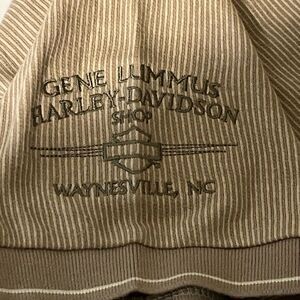 GENE LUMMUS
HARLEY-DAVIDSON
SHOP
WAYNESVILLE, NC